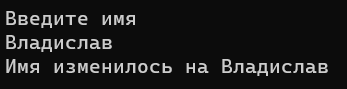 Введите имя
Владислав
Имя изменилось на Владислав